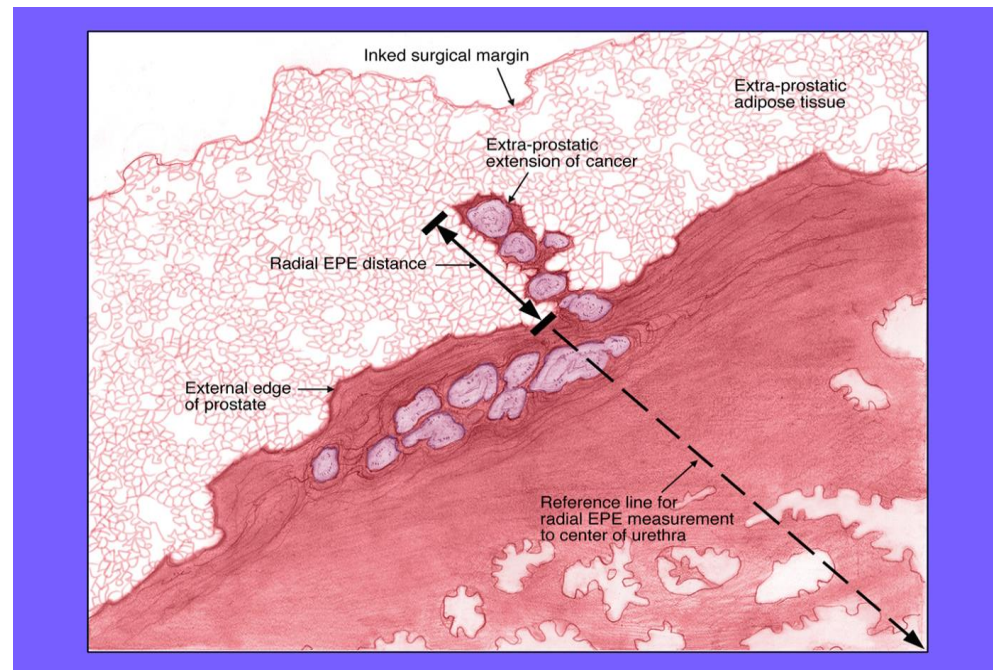 Inked surgical margin
Extra-prostatic
adipose tissue
Extra-prostatic
extension of cancer
Radial EPE distance
External edge
of prostate
Reference line for
radial EPE measurement
to center of urethra